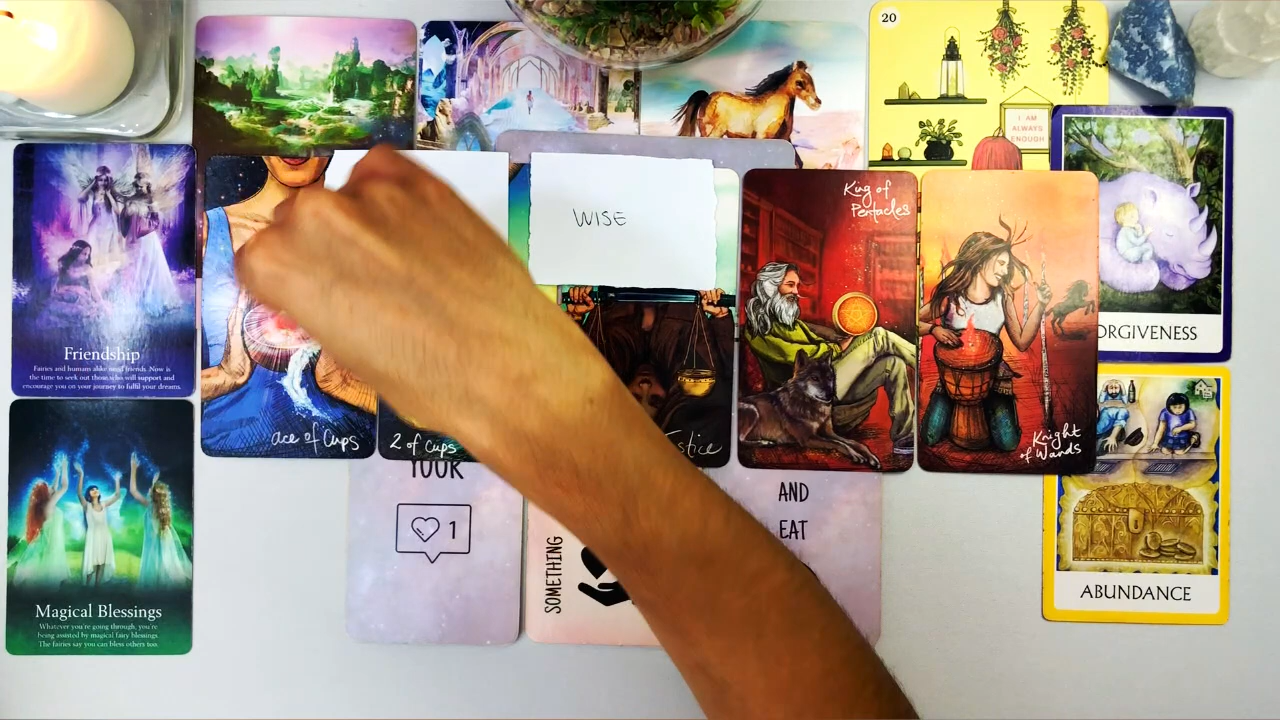 20
I AM
ALWAYS
ENOUGH
WISE
King of
Pentacles
Friendship
Fairies and humans alike need friends. Now is
the time to seek out those who will support and
encourage you on your journey to fulfil your dreams.
ORGIVENESS
ace of Cups
2 of Cups
stice
Knight
of Wands
YOUR
1
SOMETHING
AND
EAT
Magical Blessings
Whatever you're going through, you're
being assisted by magical fairy blessings.
The fairies say you can bless others too.
ABUNDANCE